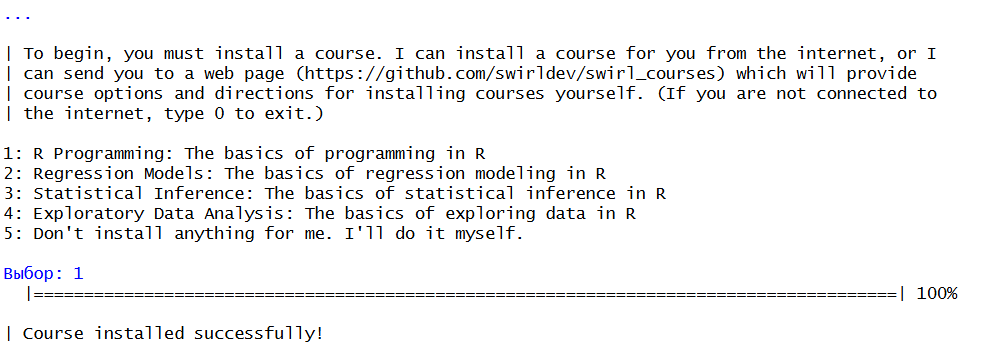 ...
| To begin, you must install a course. I can install a course for you from the internet, or I
| can send you to a web page (https://github.com/swirldev/swirl_courses) which will provide
| course options and directions for installing courses yourself. (If you are not connected to
| the internet, type 0 to exit.)
1: R Programming: The basics of programming in R
2: Regression Models: The basics of regression modeling in R
3: Statistical Inference: The basics of statistical inference in R
4: Exploratory Data Analysis: The basics of exploring data in R
5: Don't install anything for me. I'll do it myself.
Выбор: 1
|======================================================================================| 100%
| Course installed successfully!